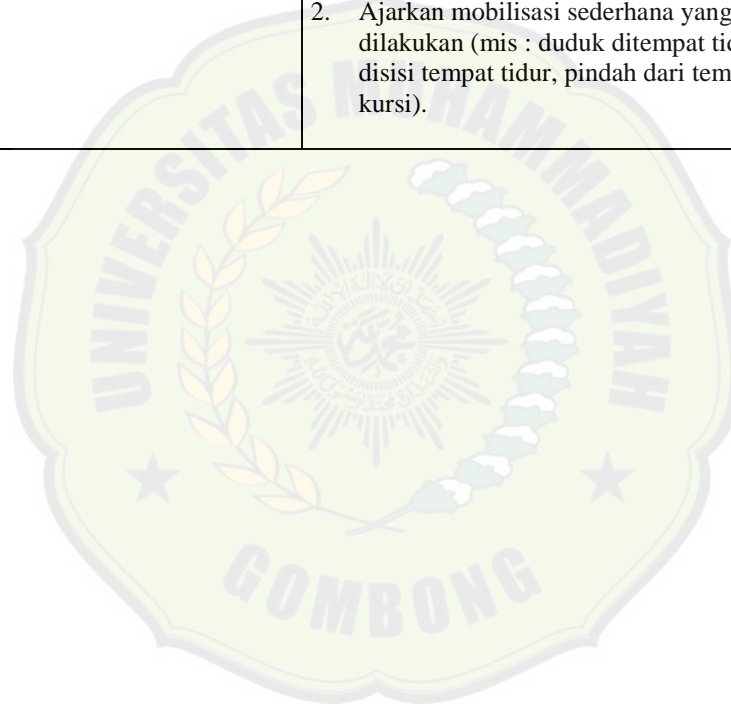 2. Ajarkan mobilisasi sederhana yang
dilakukan (mis : duduk ditempat
disisi tempat tidur, pindah dari
kursi).
UNIVERSITAS MUHAMMADIYAH
GOMBONG